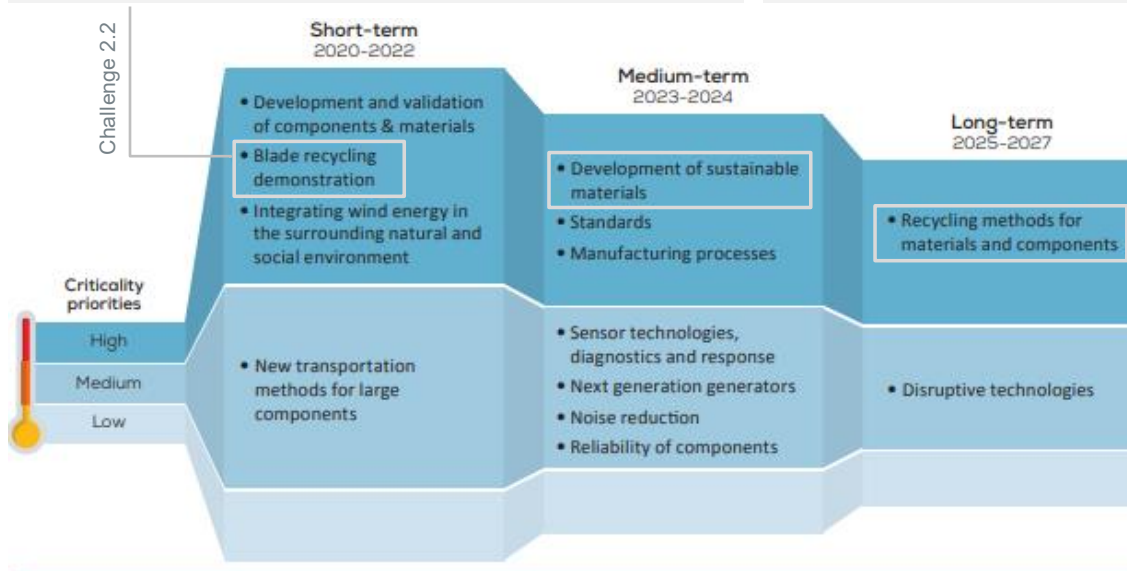 Challenge 2.2
Short-term
2020-2022
Medium-term
2023-2024
Long-term
2025-2027
• Development and validation
of components & materials
• Blade recycling
demonstration
• Integrating wind energy in
the surrounding natural and
social environment
• Development of sustainable
materials
• Standards
• Manufacturing processes
• Recycling methods for
materials and components
Criticality
priorities
High
Medium
Low
• New transportation
methods for large
components
• Sensor technologies,
diagnostics and response
• Next generation generators
• Noise reduction
• Reliability of components
• Disruptive technologies